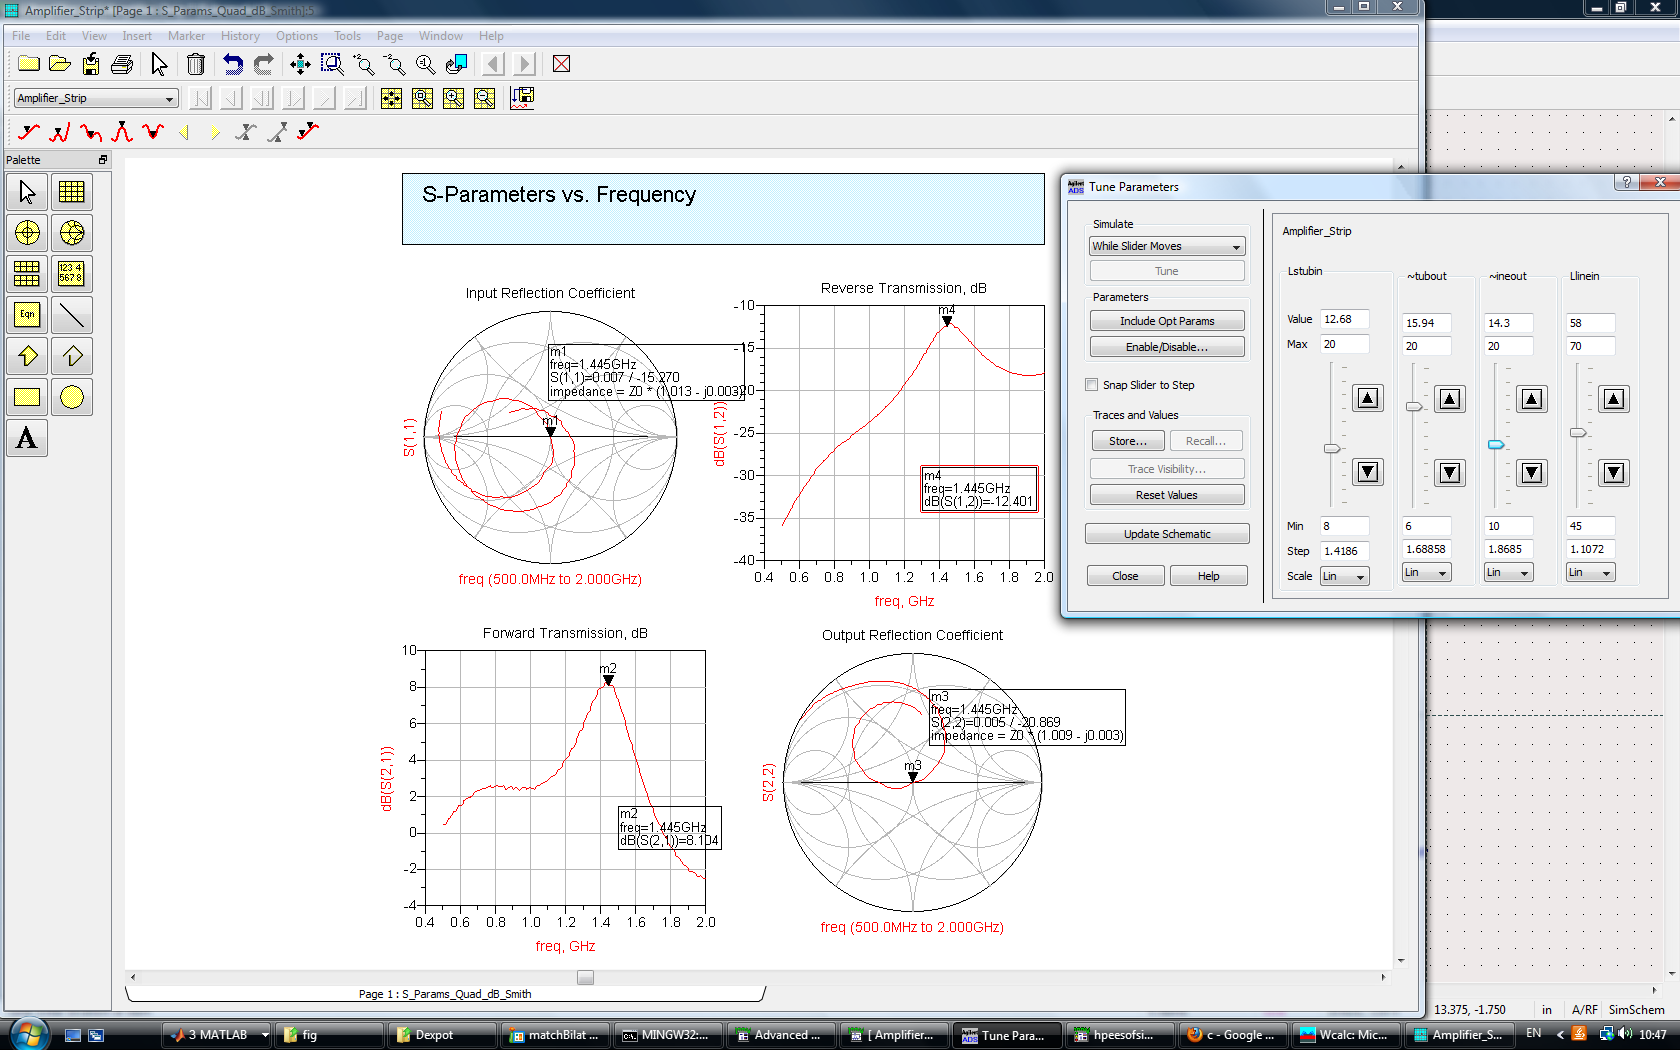 Amplifier_Strip* [Page 1 : S_Params_Quad_dB_Smith]:5
File Edit View Insert Marker History Options Tools Page Window Help
Amplifier_Strip
Palette
Eqn
123 4
567 8
A
S-Parameters vs. Frequency
Input Reflection Coefficient
m1
freq=1.445GHz
S(1,1)=0.007 / -15.270
impedance = Z0 * (1.013 - j0.003)
m1
S(1,1)
freq (500.0MHz to 2.000GHz)
Reverse Transmission, dB
m4
-10
-15
-20
-25
-30
-35
-40
dB(S(1,2))
m4
freq=1.445GHz
dB(S(1,2))=-12.401
0.4 0.6 0.8 1.0 1.2 1.4 1.6 1.8 2.0
freq, GHz
Forward Transmission, dB
m2
10
8
6
4
2
0
-2
-4
dB(S(2,1))
m2
freq=1.445GHz
dB(S(2,1))=8.104
0.4 0.6 0.8 1.0 1.2 1.4 1.6 1.8 2.0
freq, GHz
Output Reflection Coefficient
m3
freq=1.445GHz
S(2,2)=0.005 / -20.869
impedance = Z0 * (1.009 - j0.003)
m3
S(2,2)
freq (500.0MHz to 2.000GHz)
Page 1 : S_Params_Quad_dB_Smith
Agilent
ADS
Tune Parameters
Simulate
While Slider Moves
Tune
Parameters
Include Opt Params
Enable/Disable...
Snap Slider to Step
Traces and Values
Store... Recall...
Trace Visibility...
Reset Values
Update Schematic
Close Help
Amplifier_Strip
Lstubin ~tubout ~ineout Llinein
Value 12.68 15.94 14.3 58
Max 20 20 20 70
Min 8 6 10 45
Step 1.4186 1.68858 1.8685 1.1072
Scale Lin Lin Lin Lin
13.375, -1.750 in A/RF SimSchem
3 MATLAB
fig
Dexpot
matchBilat ...
MINGW32:...
Advanced ...
[ Amplifier...
Tune Para...
hpeesofsi...
c - Google ...
Wcalc: Mic...
Amplifier_S...
EN
10:47